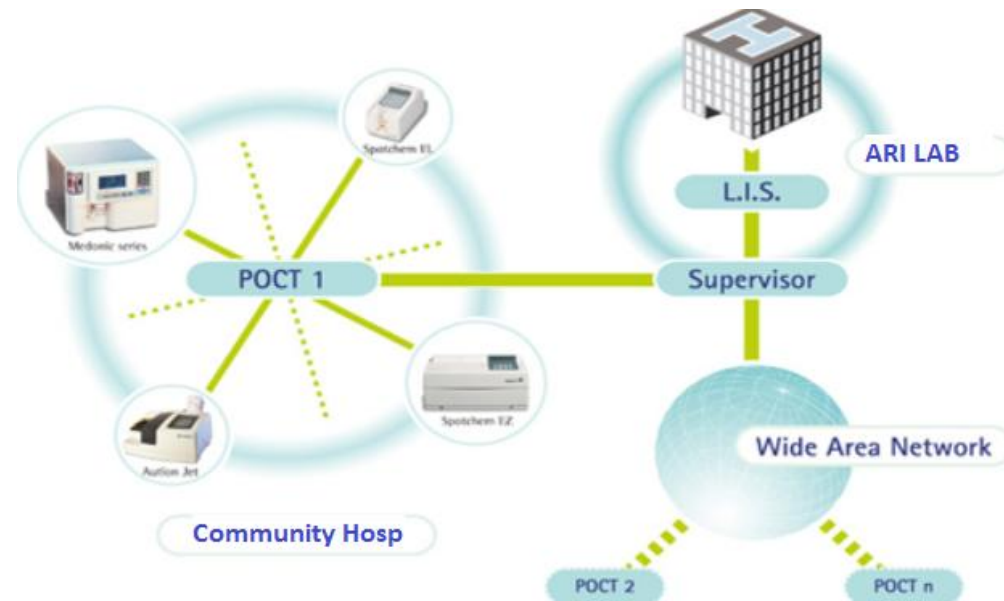 Spotchem EL
ARI LAB
L.I.S.
Medonic series
POCT 1
Supervisor
Spotchem EZ
Wide Area Network
Aution Jet
Community Hosp
POCT 2
POCT n